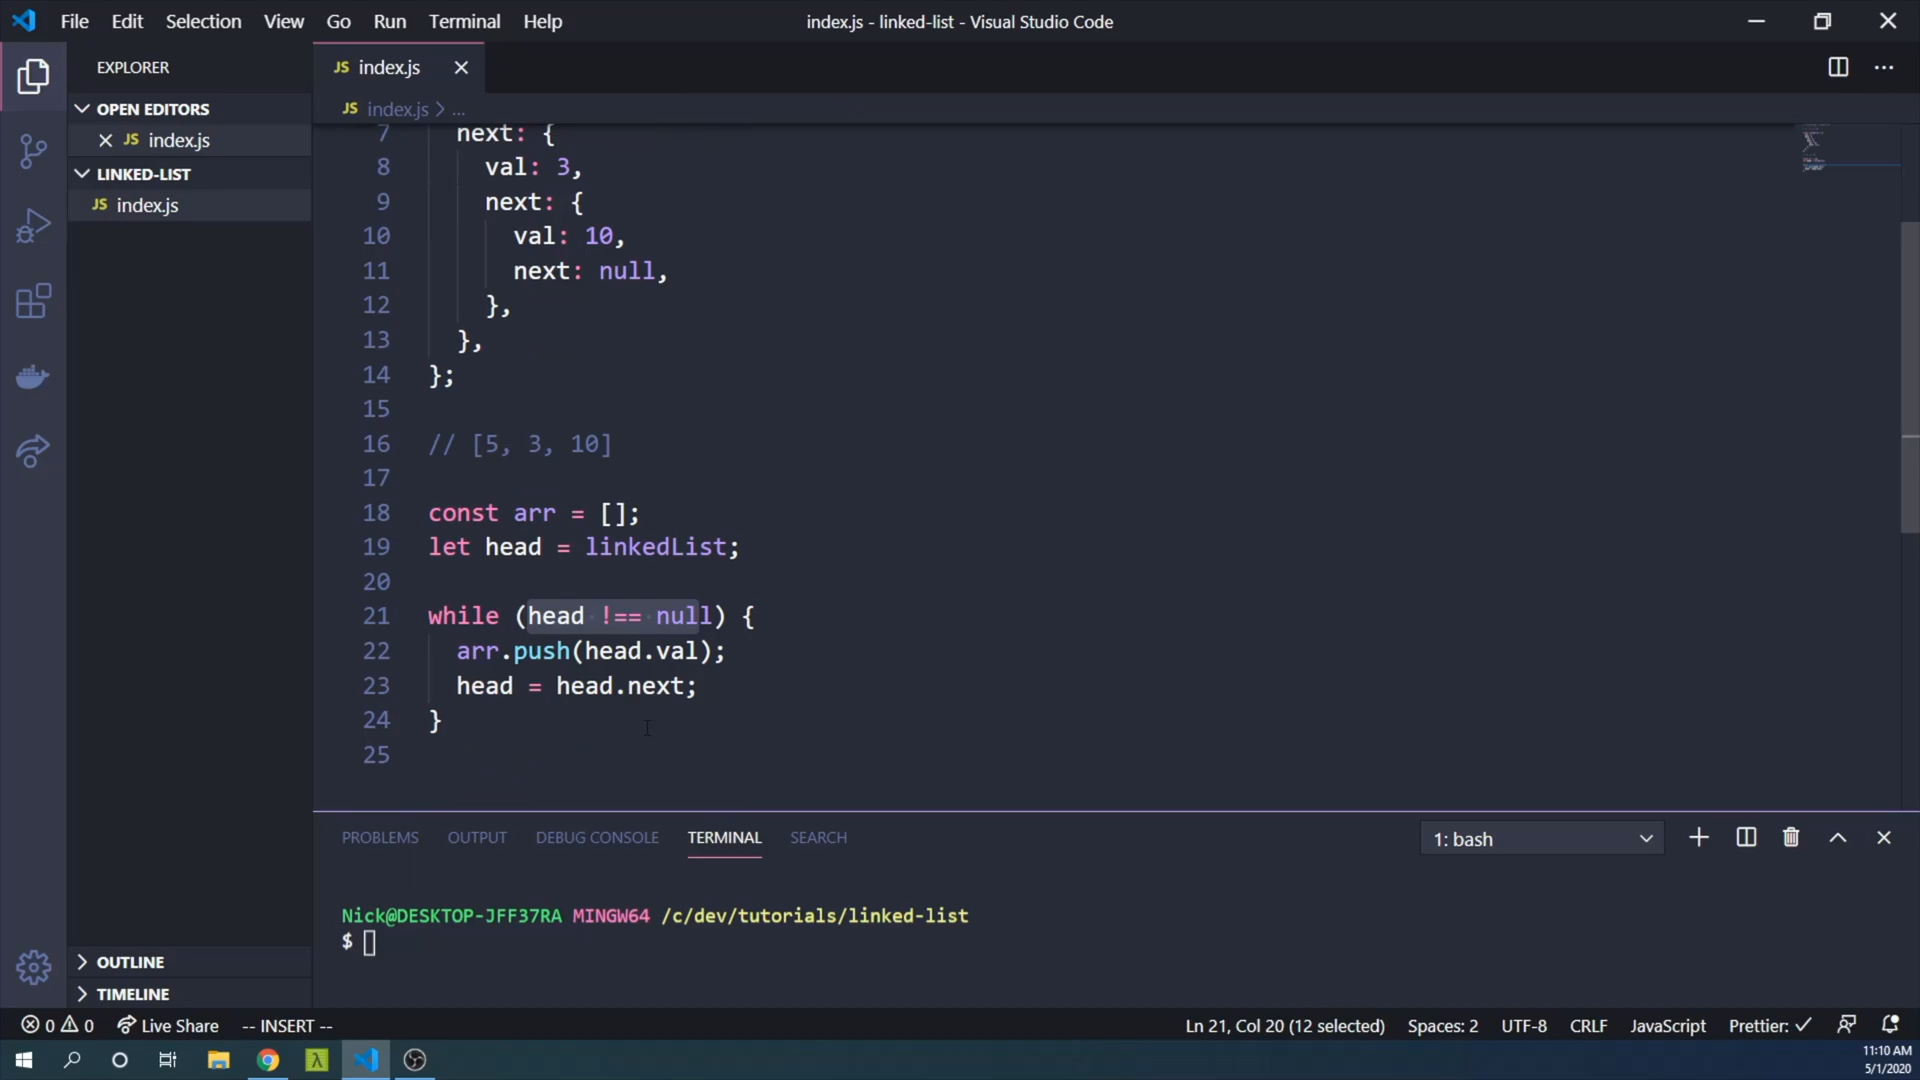 File Edit Selection View Go Run Terminal Help
index.js - linked-list - Visual Studio Code
EXPLORER
OPEN EDITORS
JS index.js
LINKED-LIST
JS index.js
OUTLINE
TIMELINE
JS index.js
JS index.js > ...
7 next: {
8 val: 3,
9 next: {
10 val: 10,
11 next: null,
12 },
13 },
14 };
15
16 // [5, 3, 10]
17
18 const arr = [];
19 let head = linkedList;
20
21 while (head !== null) {
22 arr.push(head.val);
23 head = head.next;
24 }
25
PROBLEMS OUTPUT DEBUG CONSOLE TERMINAL SEARCH
1: bash
Nick@DESKTOP-JFF37RA MINGW64 /c/dev/tutorials/linked-list
$
0 0 Live Share -- INSERT --
Ln 21, Col 20 (12 selected) Spaces: 2 UTF-8 CRLF JavaScript Prettier: ✓
11:10 AM
5/1/2020